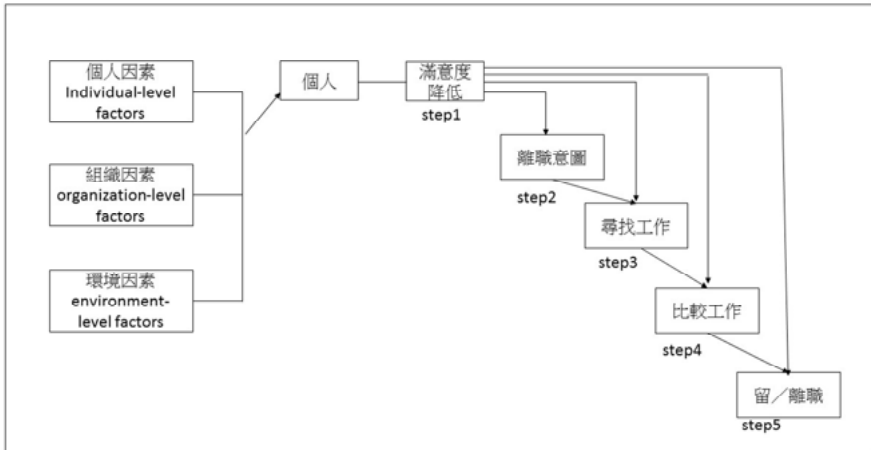 個人因素
Individual-level
factors
個人
滿意度
降低
step1
組織因素
organization-level
factors
離職意圖
step2
尋找工作
step3
環境因素
environment-
level factors
比較工作
step4
留／離職
step5